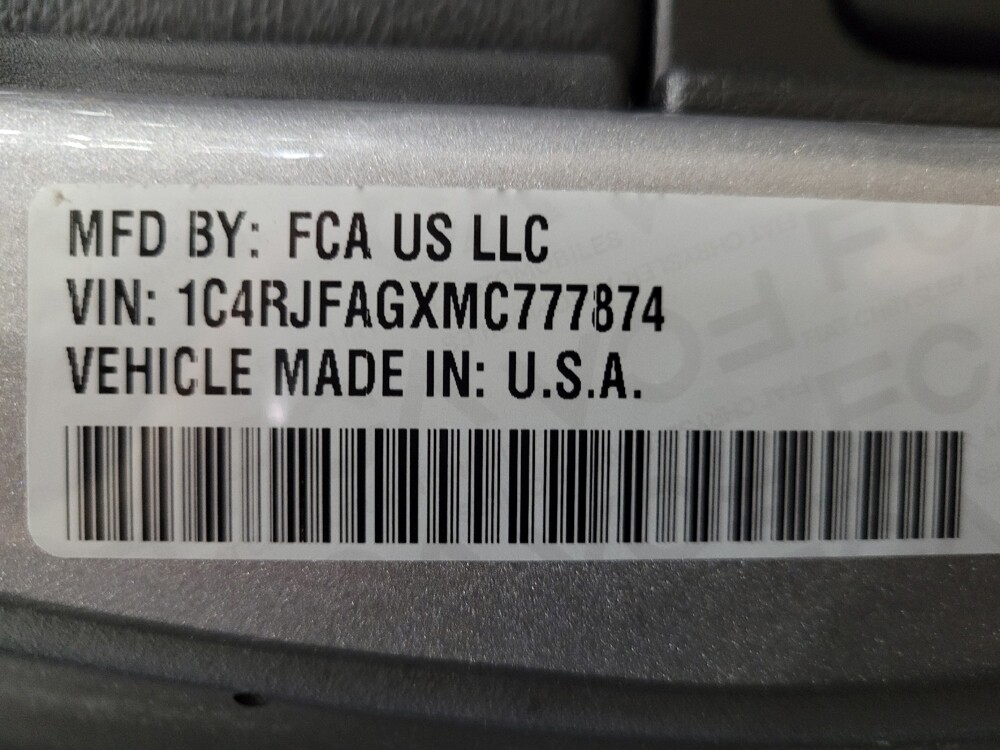 MFD BY: FCA US LLC
VIN: 1C4RJFAGXMC777874
VEHICLE MADE IN: U.S.A.